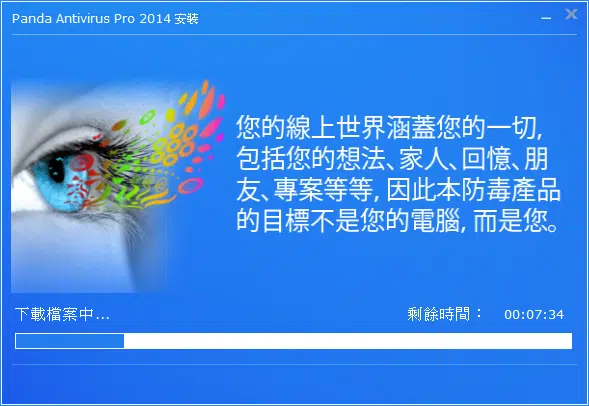 Panda Antivirus Pro 2014 安裝
您的線上世界涵蓋您的一切,
包括您的想法、家人、回憶、朋
友、專案等等, 因此本防毒產品
的目標不是您的電腦, 而是您。
下載檔案中...
剩餘時間： 00:07:34